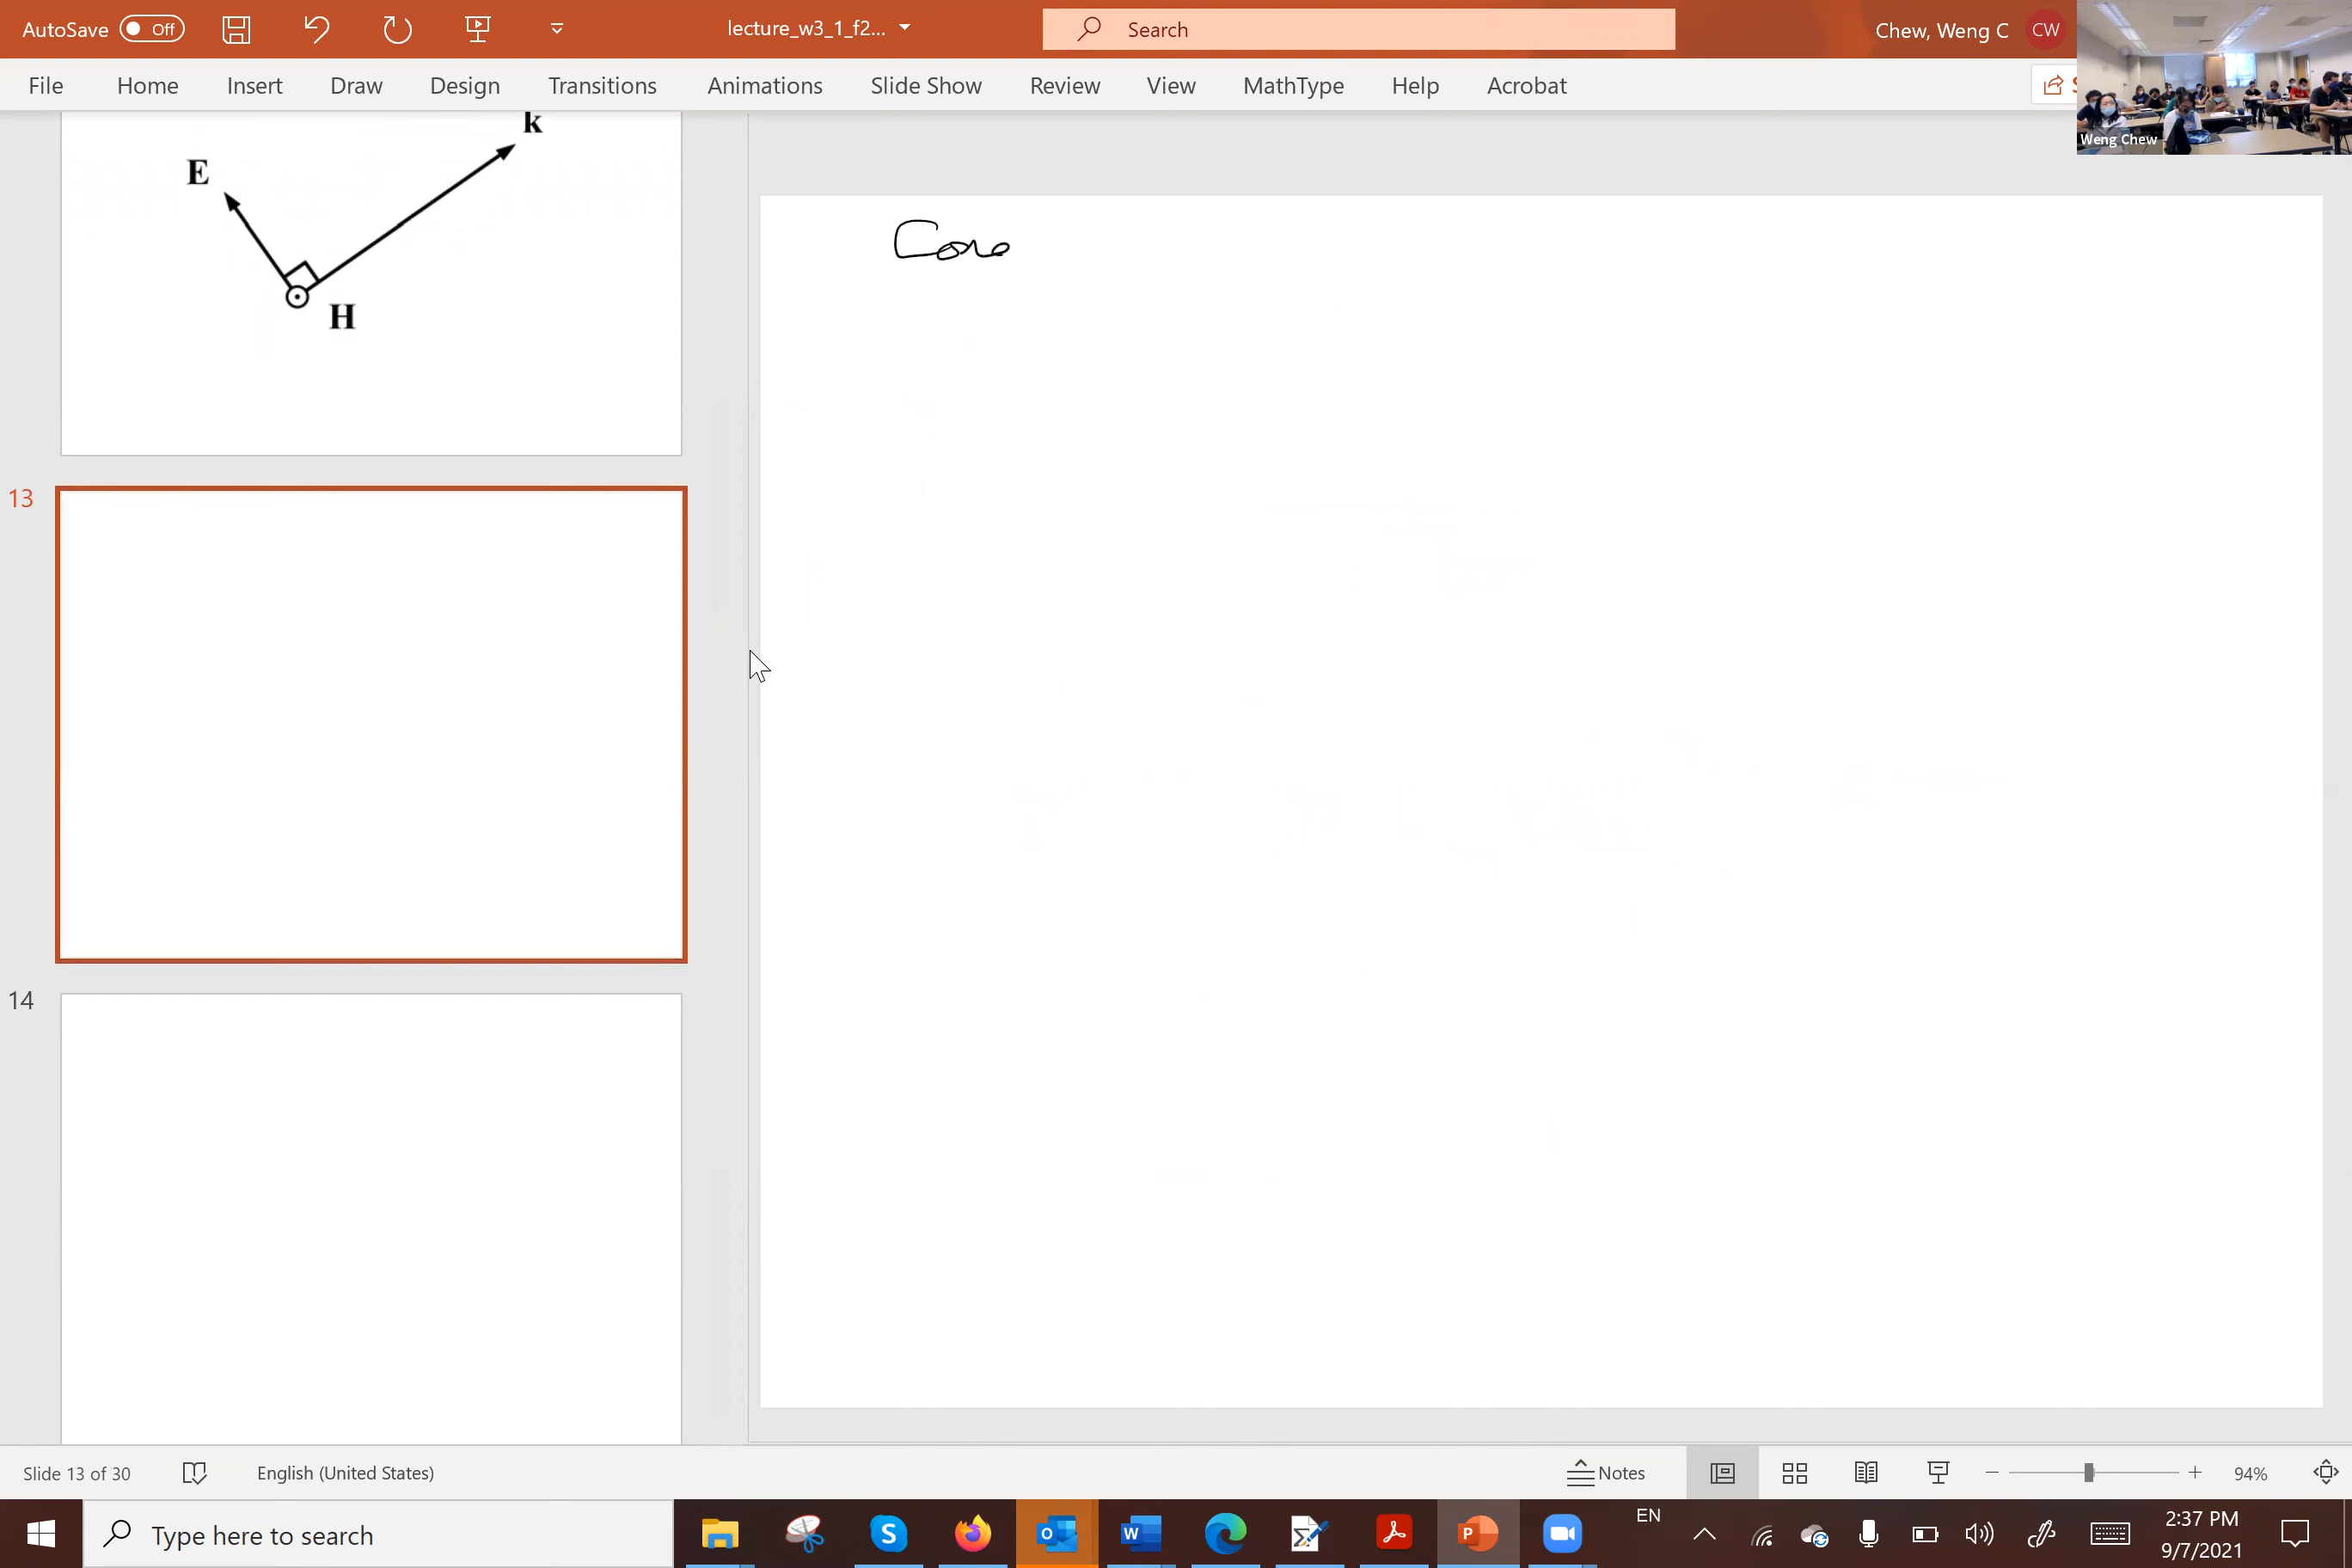 AutoSave Off lecture_w3_1_f2... Search Chew, Weng C CW
File Home Insert Draw Design Transitions Animations Slide Show Review View MathType Help Acrobat
Weng Chew
k
E
H
13
14
Slide 13 of 30 English (United States) Notes 94%
Type here to search
EN
2:37 PM
9/7/2021